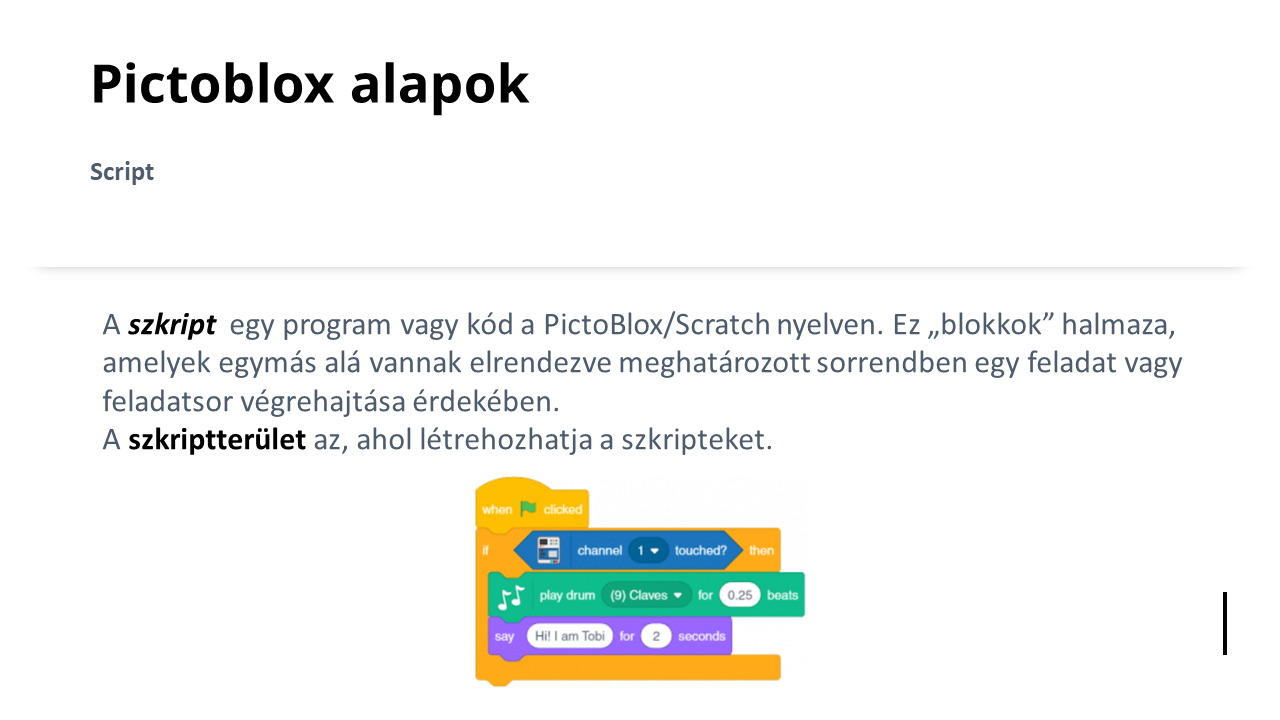 Pictoblox alapok
Script
A szkript egy program vagy kód a PictoBlox/Scratch nyelven. Ez „blokkok” halmaza,
amelyek egymás alá vannak elrendezve meghatározott sorrendben egy feladat vagy
feladatsor végrehajtása érdekében.
A szkriptterület az, ahol létrehozhatja a szkripteket.
when clicked
if channel 1 touched? then
play drum (9) Claves for 0.25 beats
say Hi! I am Tobi for 2 seconds